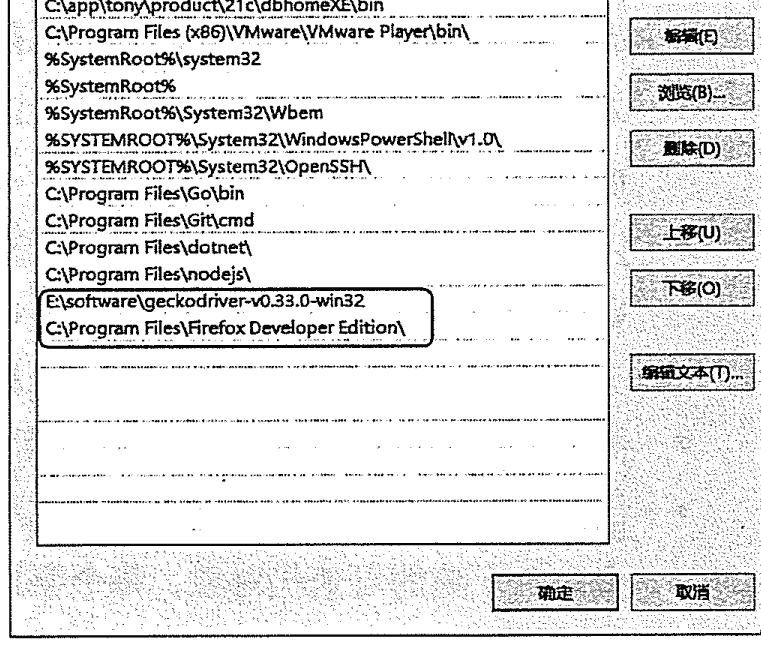 C:\app\tony\product\21c\dbhomeXE\bin
C:\Program Files (x86)\VMware\VMware Player\bin\
编辑(E)
%SystemRoot%\system32
%SystemRoot%
浏览(B)...
%SystemRoot%\System32\Wbem
%SYSTEMROOT%\System32\WindowsPowerShell\v1.0\
删除(D)
%SYSTEMROOT%\System32\OpenSSH\
C:\Program Files\Go\bin
C:\Program Files\Git\cmd
上移(U)
C:\Program Files\dotnet\
C:\Program Files\nodejs\
下移(O)
E:\software\geckodriver-v0.33.0-win32
C:\Program Files\Firefox Developer Edition\
编辑文本(T)...
确定
取消